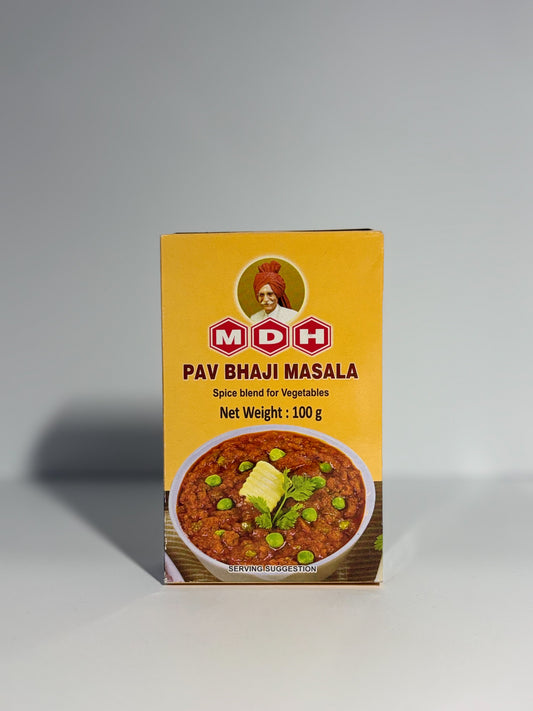 MDH
PAV BHAJI MASALA
Spice blend for Vegetables
Net Weight : 100 g
SERVING SUGGESTION